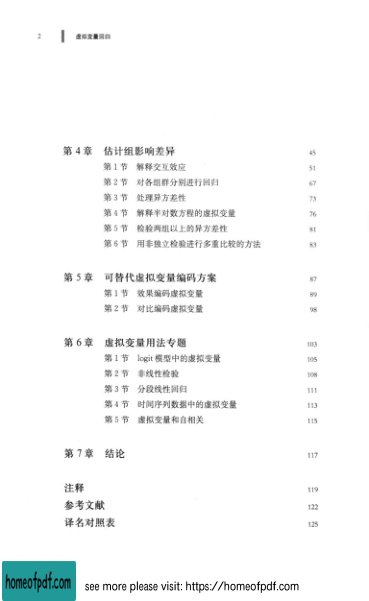 2 虚拟变量回归
第 4 章 估计组影响差异 45
第 1 节 解释交互效应 51
第 2 节 对各组群分别进行回归 67
第 3 节 处理异方差性 73
第 4 节 解释半对数方程的虚拟变量 76
第 5 节 检验两组以上的异方差性 81
第 6 节 用非独立检验进行多重比较的方法 83
第 5 章 可替代虚拟变量编码方案 87
第 1 节 效果编码虚拟变量 89
第 2 节 对比编码虚拟变量 98
第 6 章 虚拟变量用法专题 103
第 1 节 logit 模型中的虚拟变量 105
第 2 节 非线性检验 108
第 3 节 分段线性回归 111
第 4 节 时间序列数据中的虚拟变量 113
第 5 节 虚拟变量和自相关 115
第 7 章 结论 117
注释 119
参考文献 122
译名对照表 125
homeofpdf.com
see more please visit: https://homeofpdf.com